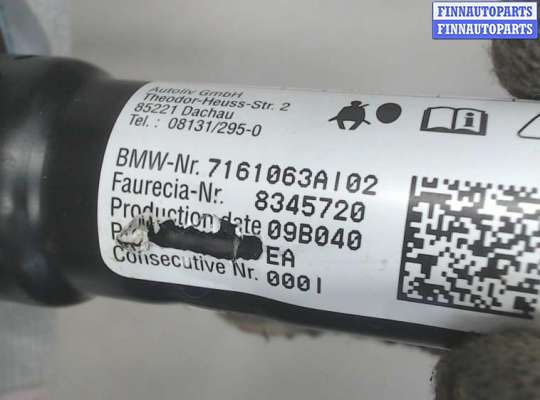 FINNAUTOPARTS
FINNAUTOPARTS
Autoliv GmbH
Theodor-Heuss-Str. 2
85221 Dachau
Tel. : 08131/295-0
BMW-Nr. 7161063AI02
Faurecia-Nr. 8345720
Production date 09B040
EA
Consecutive Nr. 0001